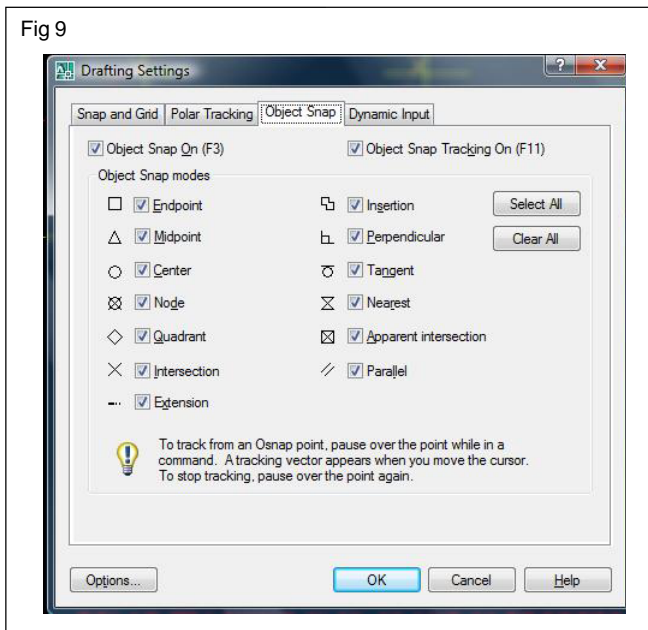 Fig 9
Drafting Settings
Snap and Grid Polar Tracking Object Snap Dynamic Input
Object Snap On (F3) Object Snap Tracking On (F11)
Object Snap modes
Endpoint Insertion Select All
Midpoint Perpendicular Clear All
Center Tangent
Node Nearest
Quadrant Apparent intersection
Intersection Parallel
Extension
To track from an Osnap point, pause over the point while in a
command. A tracking vector appears when you move the cursor.
To stop tracking, pause over the point again.
Options... OK Cancel Help